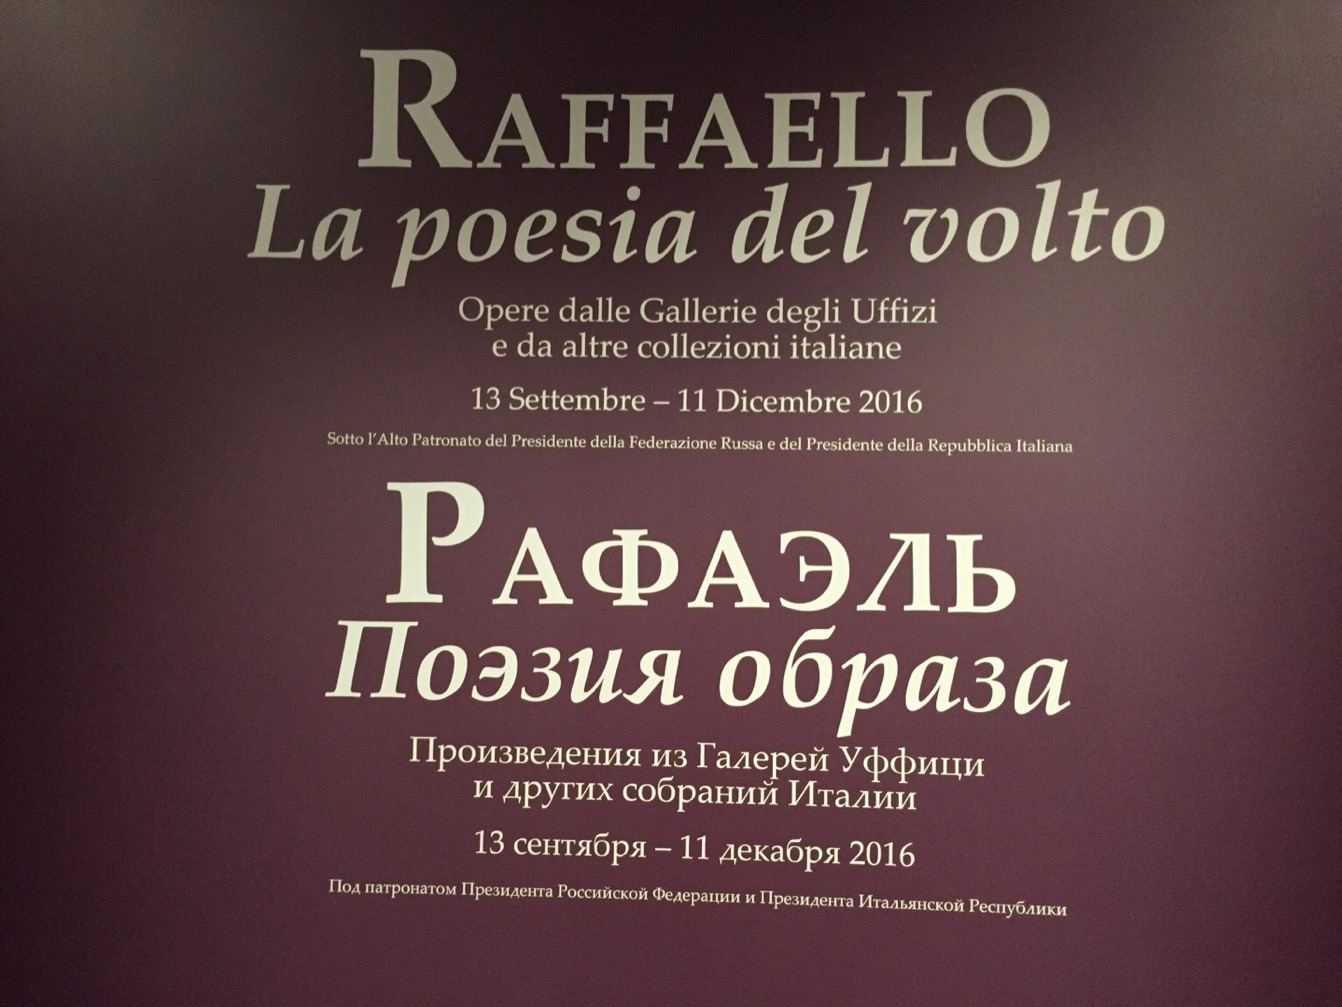 RAFFAELLO
La poesia del volto
Opere dalle Gallerie degli Uffizi
e da altre collezioni italiane
13 Settembre – 11 Dicembre 2016
Sotto l'Alto Patronato del Presidente della Federazione Russa e del Presidente della Repubblica Italiana
РАФАЭЛЬ
Поэзия образа
Произведения из Галерей Уффици
и других собраний Италии
13 сентября – 11 декабря 2016
Под патронатом Президента Российской Федерации и Президента Итальянской Республики